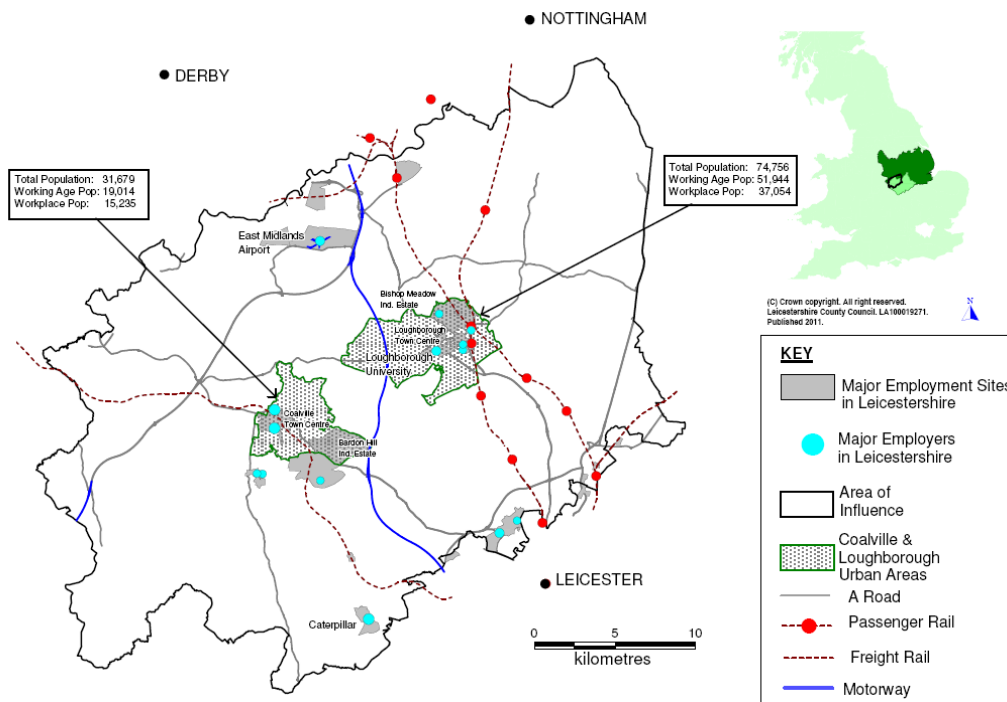 NOTTINGHAM
DERBY
Total Population: 31,679
Working Age Pop: 19,014
Workplace Pop: 15,235
Total Population: 74,756
Working Age Pop: 51,944
Workplace Pop: 37,054
East Midlands
Airport
Bishop Meadow
Ind. Estate
Loughborough
Town Centre
Loughborough
University
Coalville
Town Centre
Bardon Hill
Ind. Estate
LEICESTER
Caterpillar
0 5 10
kilometres
(C) Crown copyright. All right reserved.
Leicestershire County Council. LA100019271.
Published 2011.
N
KEY
Major Employment Sites
in Leicestershire
Major Employers
in Leicestershire
Area of
Influence
Coalville &
Loughborough
Urban Areas
A Road
Passenger Rail
Freight Rail
Motorway